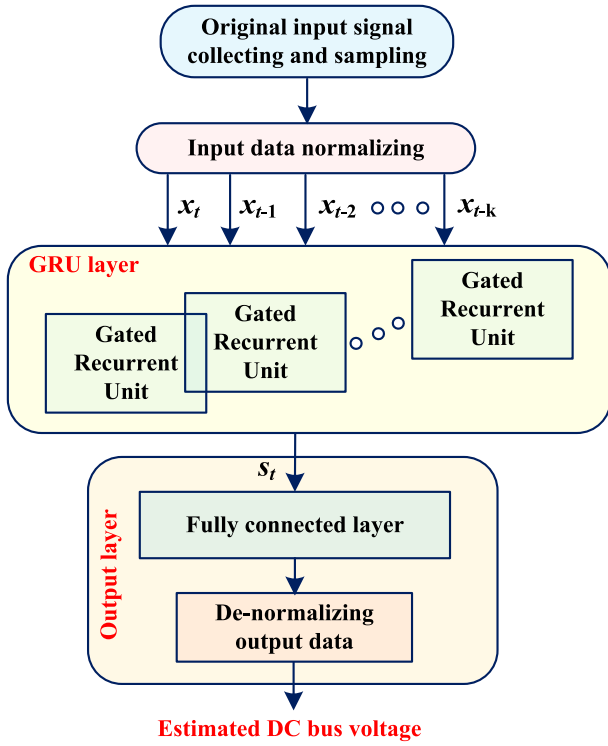 Original input signal
collecting and sampling
Input data normalizing
xₜ
xₜ₋₁
xₜ₋₂
xₜ₋ₖ
GRU layer
Gated
Recurrent
Unit
Gated
Recurrent
Unit
Gated
Recurrent
Unit
sₜ
Output layer
Fully connected layer
De-normalizing
output data
Estimated DC bus voltage